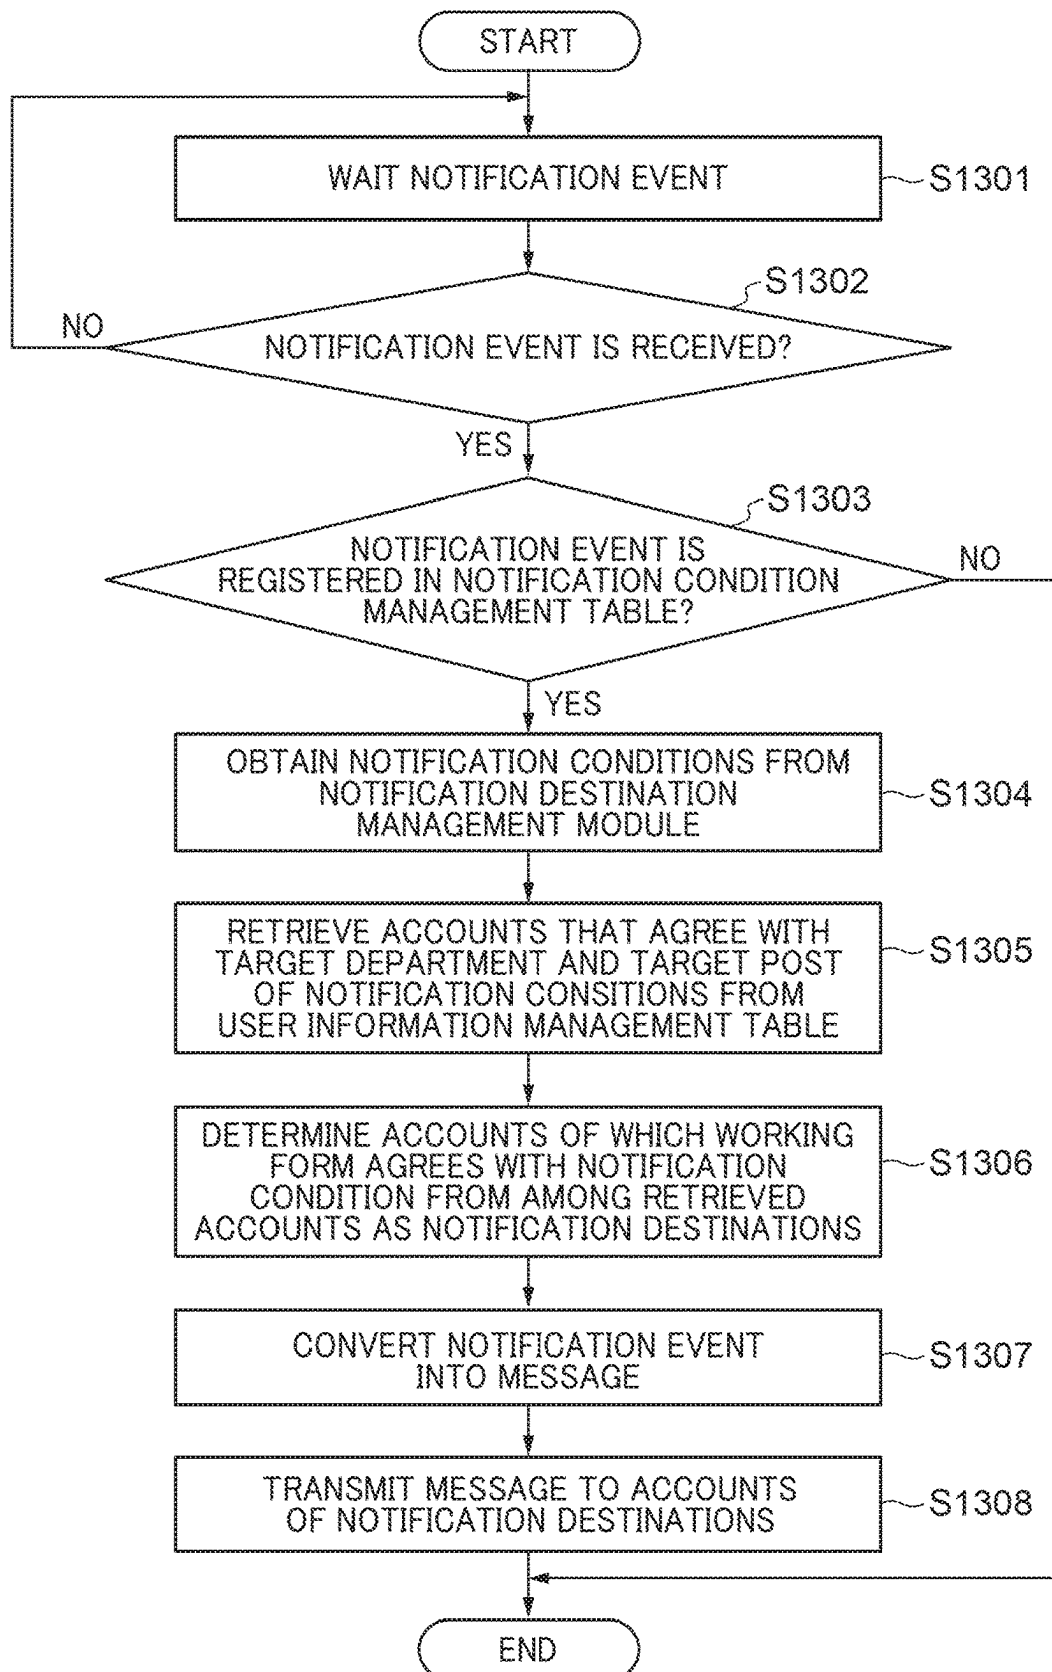 START
WAIT NOTIFICATION EVENT
S1301
S1302
NOTIFICATION EVENT IS RECEIVED?
NO
YES
S1303
NOTIFICATION EVENT IS
REGISTERED IN NOTIFICATION CONDITION
MANAGEMENT TABLE?
NO
YES
OBTAIN NOTIFICATION CONDITIONS FROM
NOTIFICATION DESTINATION
MANAGEMENT MODULE
S1304
RETRIEVE ACCOUNTS THAT AGREE WITH
TARGET DEPARTMENT AND TARGET POST
OF NOTIFICATION CONSITIONS FROM
USER INFORMATION MANAGEMENT TABLE
S1305
DETERMINE ACCOUNTS OF WHICH WORKING
FORM AGREES WITH NOTIFICATION
CONDITION FROM AMONG RETRIEVED
ACCOUNTS AS NOTIFICATION DESTINATIONS
S1306
CONVERT NOTIFICATION EVENT
INTO MESSAGE
S1307
TRANSMIT MESSAGE TO ACCOUNTS
OF NOTIFICATION DESTINATIONS
S1308
END